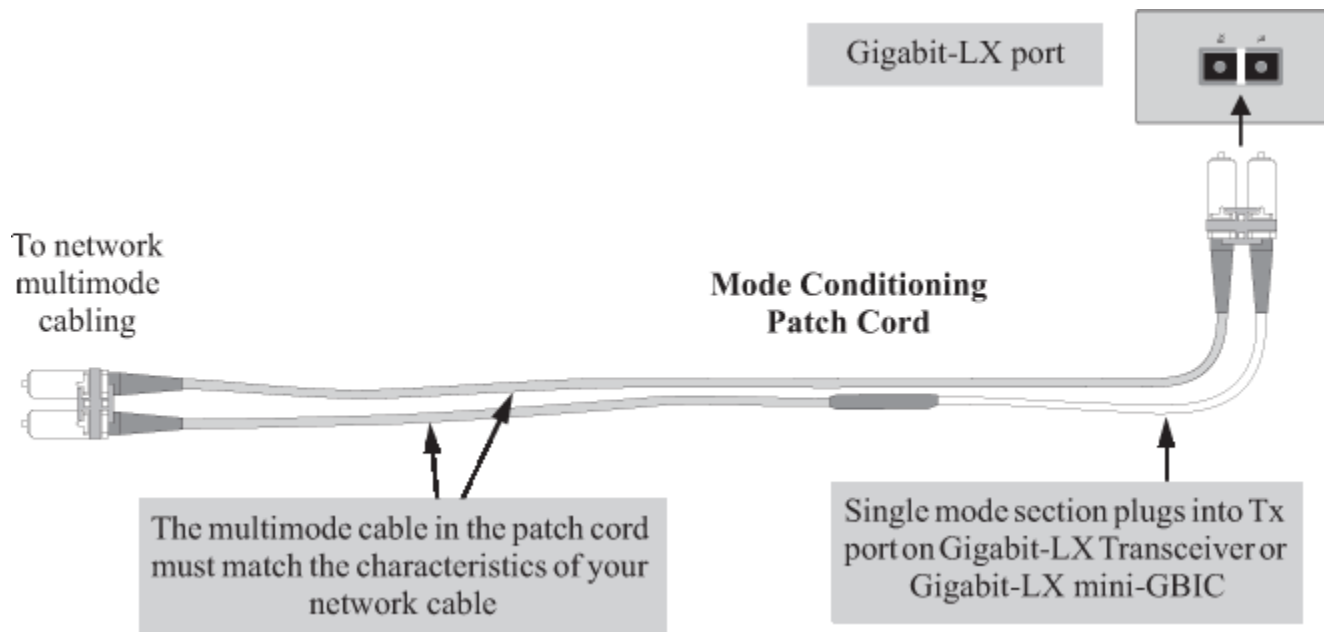 Gigabit-LX port
To network
multimode
cabling
Mode Conditioning
Patch Cord
The multimode cable in the patch cord
must match the characteristics of your
network cable
Single mode section plugs into Tx
port on Gigabit-LX Transceiver or
Gigabit-LX mini-GBIC